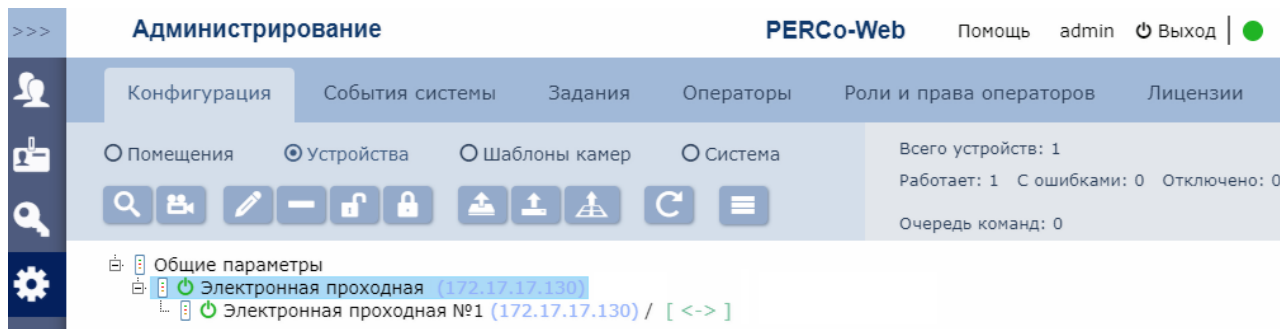 >>> Администрирование PERCo-Web Помощь admin Выход
Конфигурация События системы Задания Операторы Роли и права операторов Лицензии
Помещения Устройства Шаблоны камер Система
Всего устройств: 1
Работает: 1 С ошибками: 0 Отключено: 0
Очередь команд: 0
Общие параметры
Электронная проходная (172.17.17.130)
Электронная проходная №1 (172.17.17.130) / [ <-> ]